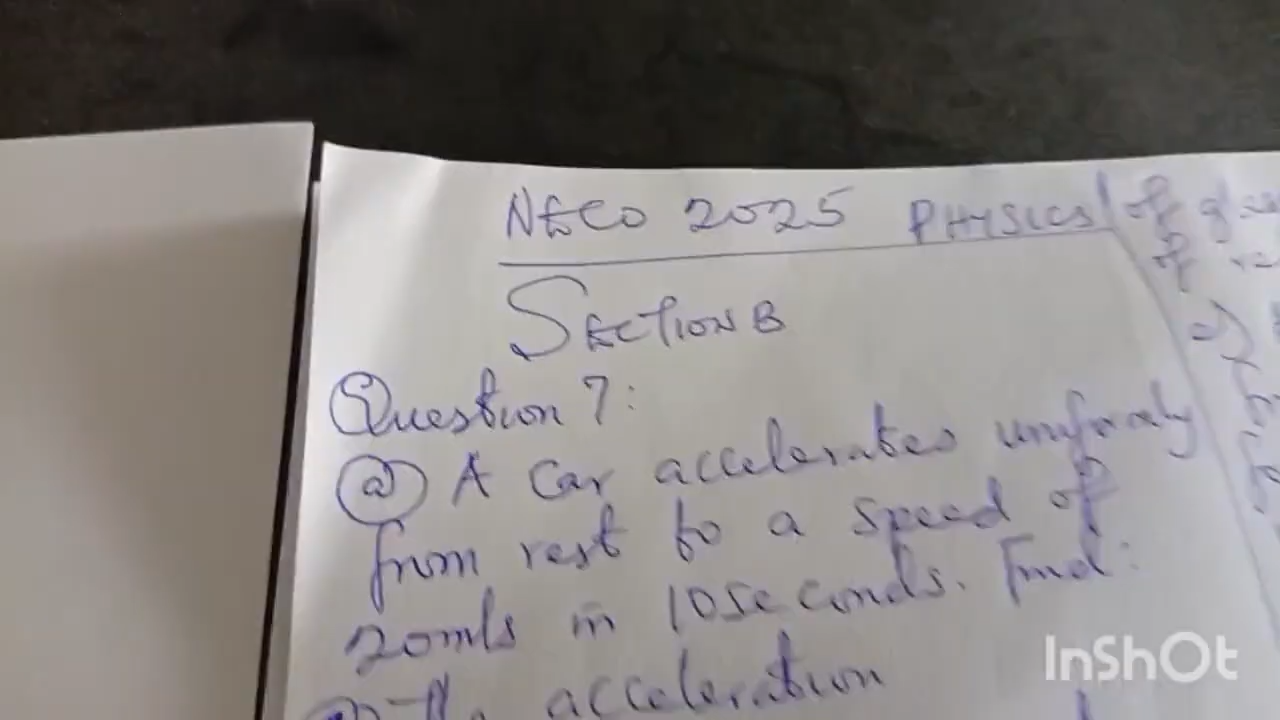 NECO 2025 PHYSICS
SECTION B
Question 7:
(a) A car accelerates uniformly
from rest to a speed of
20m/s in 10seconds. Find:
acceleration
InShOt